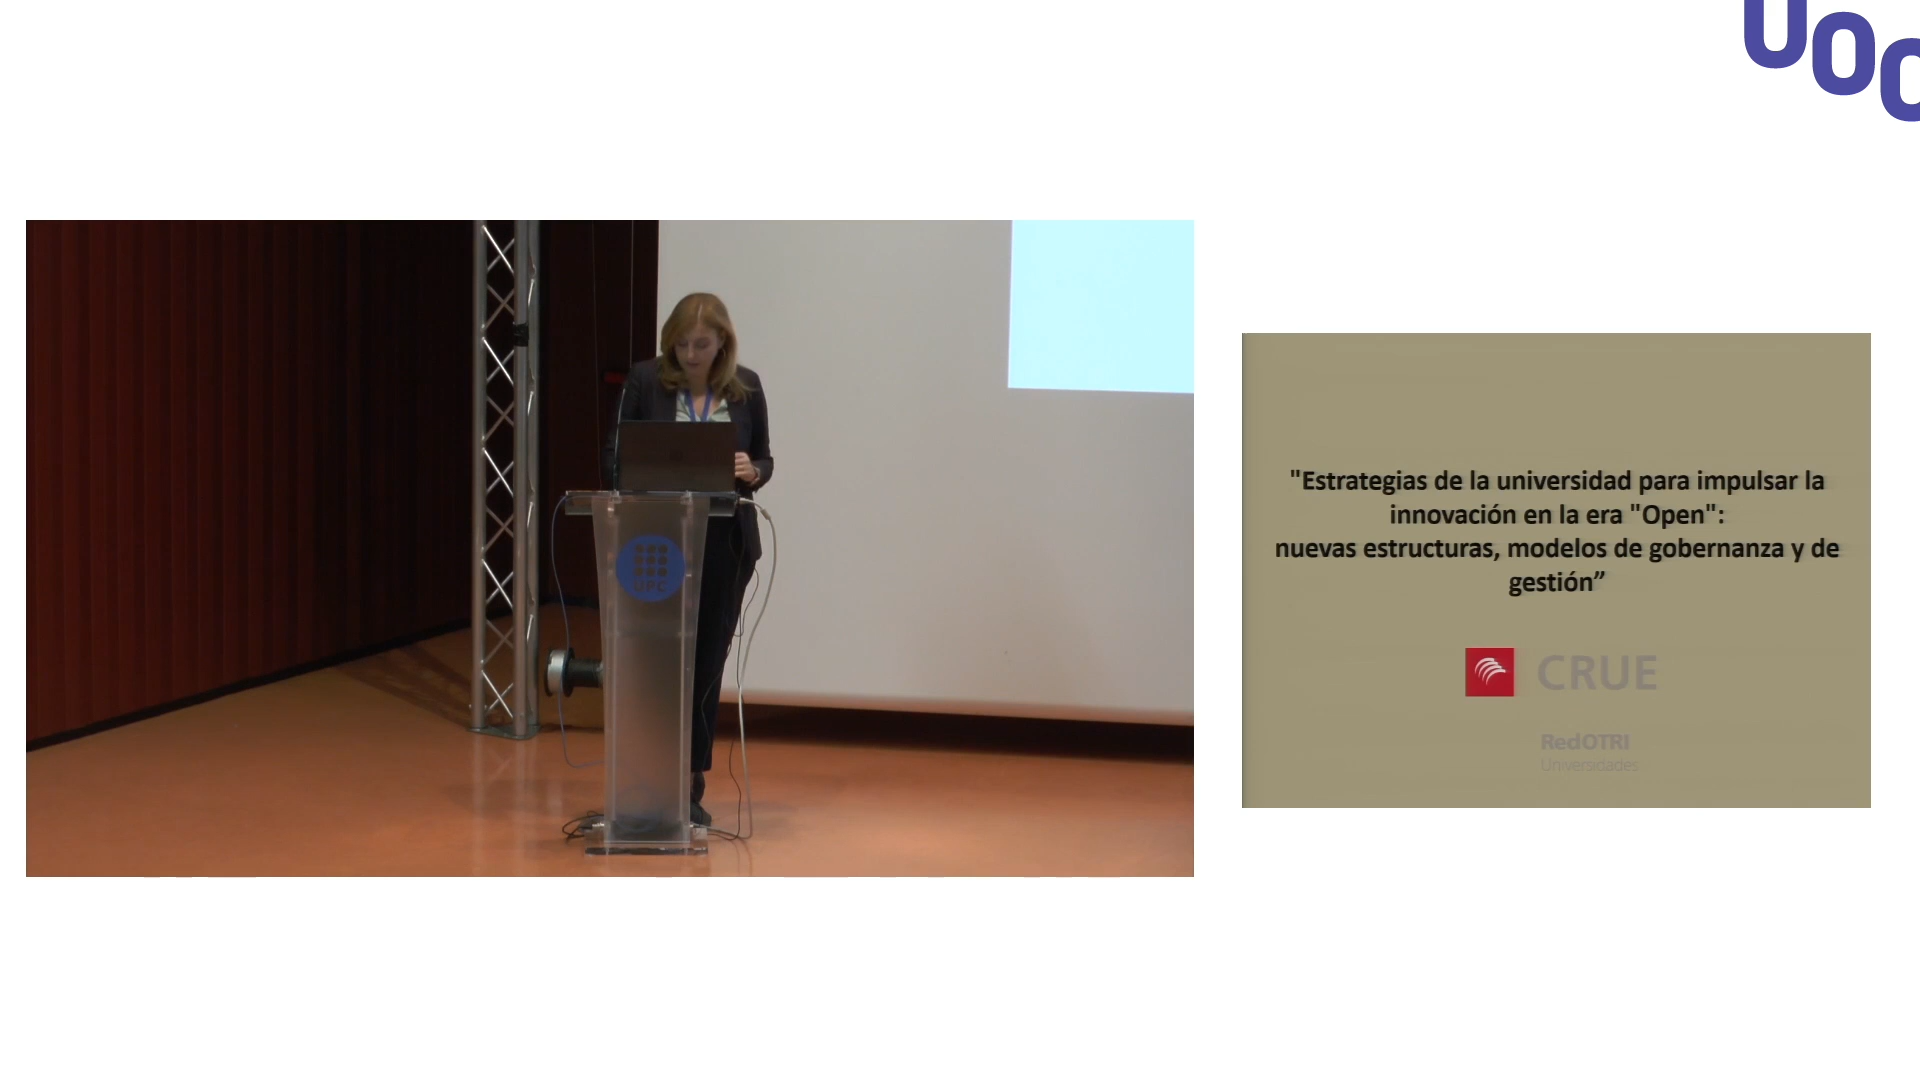 UOC
UPC
"Estrategias de la universidad para impulsar la
innovación en la era "Open":
nuevas estructuras, modelos de gobernanza y de
gestión”
CRUE
RedOTRI
Universidades